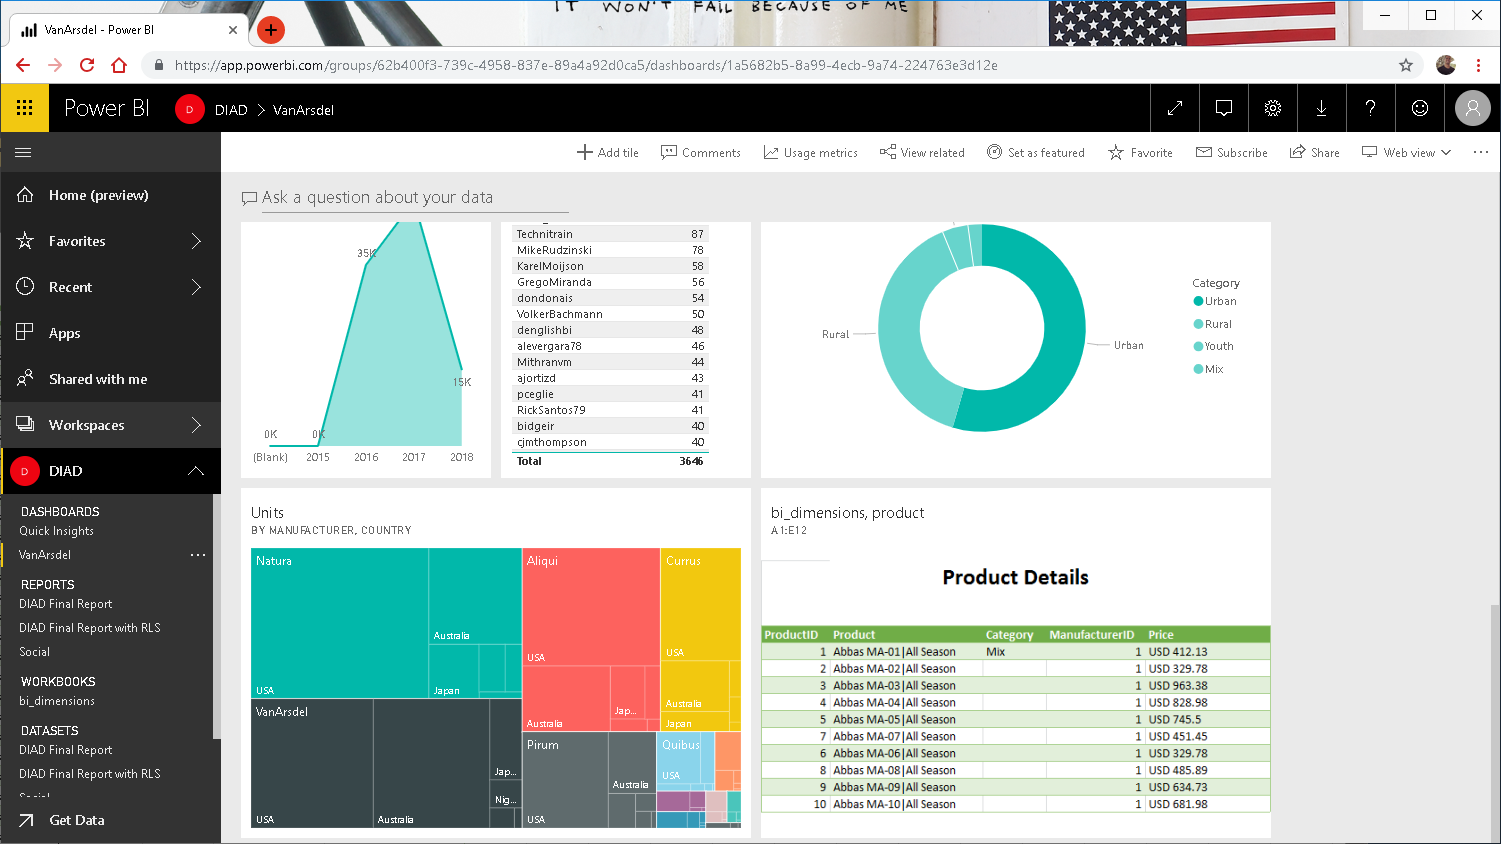 IT WON'T FAIL BECAUSE OF ME
VanArsdel - Power BI
https://app.powerbi.com/groups/62b400f3-739c-4958-837e-89a4a92d0ca5/dashboards/1a5682b5-8a99-4ecb-9a74-224763e3d12e
Power BI D DIAD > VanArsdel ?
Add tile Comments Usage metrics View related Set as featured Favorite Subscribe Share Web view ...
Home (preview)
Favorites
Recent
Apps
Shared with me
Workspaces
D DIAD
DASHBOARDS
Quick Insights
VanArsdel ...
REPORTS
DIAD Final Report
DIAD Final Report with RLS
Social
WORKBOOKS
bi_dimensions
DATASETS
DIAD Final Report
DIAD Final Report with RLS
Social
Get Data
Ask a question about your data
35K
15K
0K 0K
(Blank) 2015 2016 2017 2018
Technitrain 87
MikeRudzinski 78
KarelMoijson 58
GregoMiranda 56
dondonais 54
VolkerBachmann 50
denglishbi 48
alevergara78 46
Mithranvm 44
ajortizd 43
pceglie 41
RickSantos79 41
bidgeir 40
cjmthompson 40
Total 3646
Rural
Urban
Category
Urban
Rural
Youth
Mix
Units
BY MANUFACTURER, COUNTRY
Natura
Australia
USA
Japan
VanArsdel
Jap...
Nig...
USA
Australia
Aliqui
USA
Australia
Jap...
Currus
USA
Australia
Japan
Pirum
Australia
USA
Quibus
USA
bi_dimensions, product
A1:E12
Product Details
ProductID Product Category ManufacturerID Price
1 Abbas MA-01|All Season Mix 1 USD 412.13
2 Abbas MA-02|All Season 1 USD 329.78
3 Abbas MA-03|All Season 1 USD 963.38
4 Abbas MA-04|All Season 1 USD 828.98
5 Abbas MA-05|All Season 1 USD 745.5
7 Abbas MA-07|All Season 1 USD 451.45
6 Abbas MA-06|All Season 1 USD 329.78
8 Abbas MA-08|All Season 1 USD 485.89
9 Abbas MA-09|All Season 1 USD 634.73
10 Abbas MA-10|All Season 1 USD 681.98